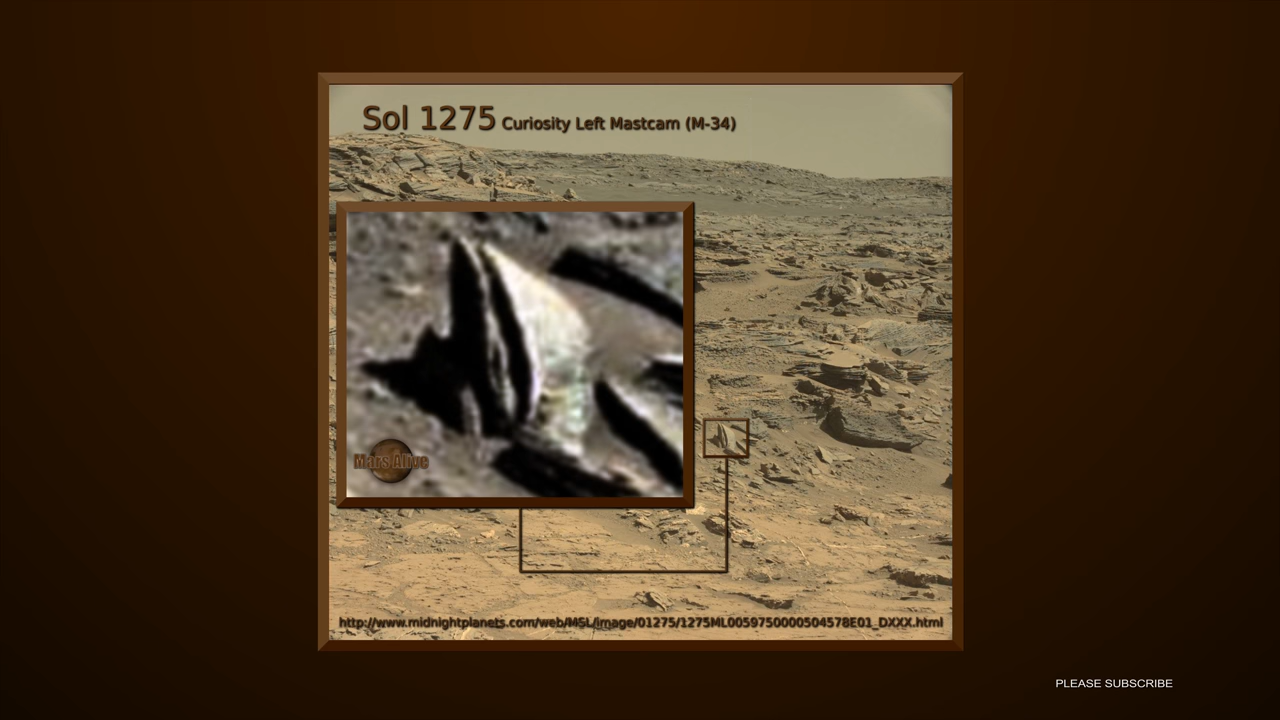 Sol 1275 Curiosity Left Mastcam (M-34)
Mars Alive
http://www.midnightplanets.com/web/MSL/image/01275/1275ML0059750000504578E01_DXXX.html
PLEASE SUBSCRIBE